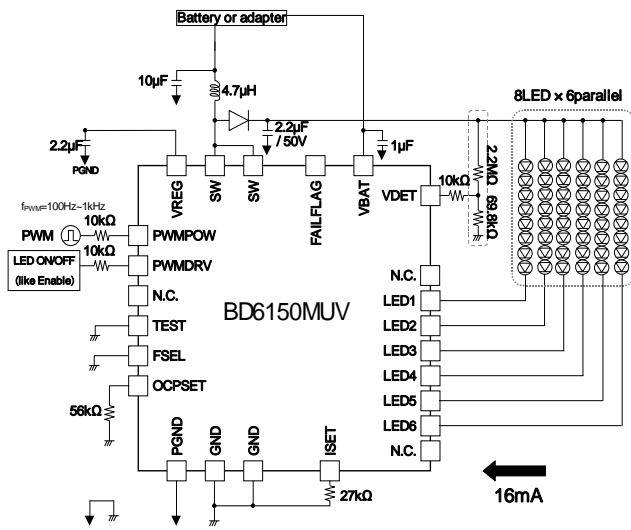 Battery or adapter
10µF
4.7µH
8LED × 6parallel
2.2µF
/ 50V
2.2µF
1µF
PGND
VREG
SW
SW
FAILFLAG
VBAT
VDET
10kΩ
2.2MΩ
69.8kΩ
fPWM=100Hz~1kHz
10kΩ
PWM
PWMPOW
10kΩ
LED ON/OFF
(like Enable)
PWMDRV
N.C.
N.C.
LED1
BD6150MUV
TEST
LED2
FSEL
LED3
OCPSET
LED4
56kΩ
LED5
LED6
PGND
GND
GND
ISET
N.C.
27kΩ
16mA